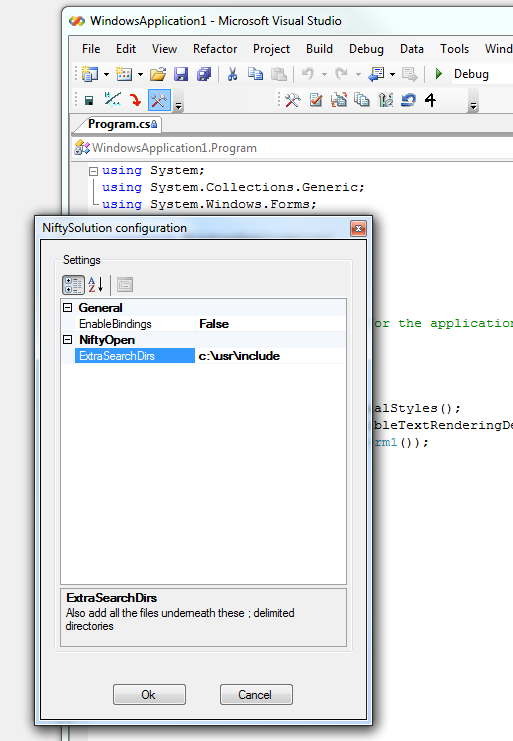 WindowsApplication1 - Microsoft Visual Studio
File Edit View Refactor Project Build Debug Data Tools Wind
Debug
Program.cs
WindowsApplication1.Program
using System;
using System.Collections.Generic;
using System.Windows.Forms;
NiftySolution configuration
Settings
General
EnableBindings False
NiftyOpen
ExtraSearchDirs c:\usr\include
ExtraSearchDirs
Also add all the files underneath these ; delimited
directories
Ok Cancel
or the application
alStyles();
bleTextRenderingDe
rm1());